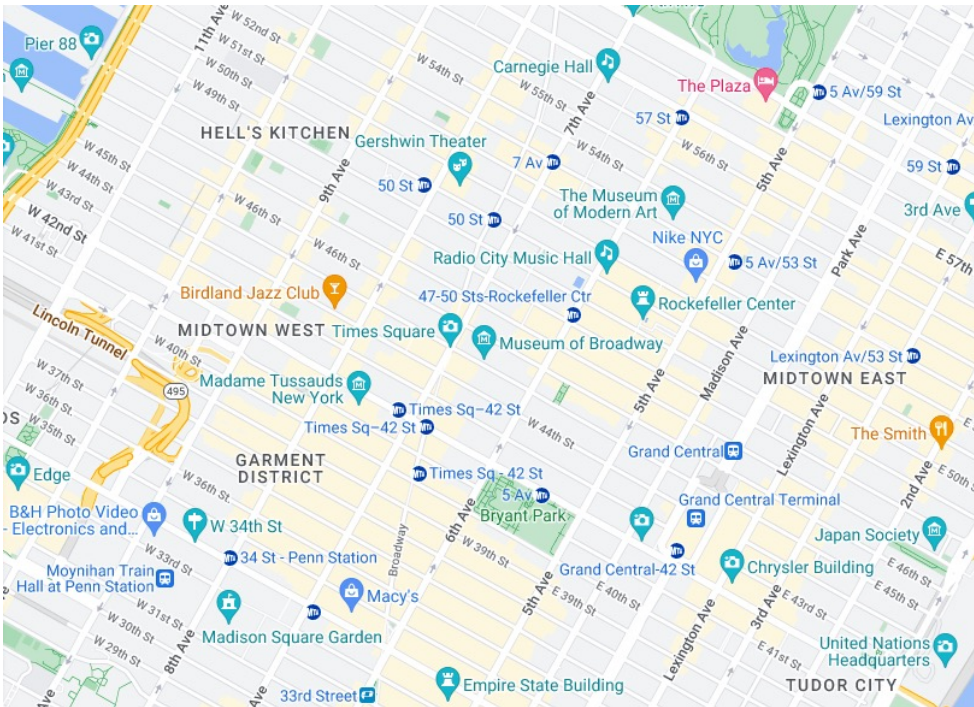 W 52nd St
11th Ave
Pier 88
W 51st St
W 50th St
W 49th St
W 54th St
Carnegie Hall
W 55th St
7th Ave
The Plaza
5 Av/59 St
57 St
Lexington Av
HELL'S KITCHEN
Gershwin Theater
W 45th St
W 44th St
W 43rd St
W 42nd St
W 41st St
9th Ave
50 St
7 Av
W 54th St
W 56th St
5th Ave
59 St
The Museum
of Modern Art
3rd Ave
W 46th St
50 St
Nike NYC
Park Ave
W 46th St
Radio City Music Hall
5 Av/53 St
E 57th
Birdland Jazz Club
47-50 Sts-Rockefeller Ctr
Rockefeller Center
Lincoln Tunnel
MIDTOWN WEST
Times Square
Museum of Broadway
W 40th St
Lexington Av/53 St
MIDTOWN EAST
W 37th St
W 36th St
W 35th St
495
Madame Tussauds
New York
5th Ave
Madison Ave
OS
Times Sq-42 St
Times Sq-42 St
W 44th St
Lexington Ave
The Smith
GARMENT
DISTRICT
Grand Central
Edge
W 36th St
Times Sq - 42 St
2nd Ave
E 50th St
5 Av
Bryant Park
Grand Central Terminal
B&H Photo Video
- Electronics and...
W 34th St
6th Ave
Japan Society
Broadway
W 33rd St
34 St - Penn Station
W 39th St
Grand Central-42 St
Chrysler Building
Moynihan Train
Hall at Penn Station
E 46th St
E 45th St
Macy's
5th Ave
E 39th St
E 40th St
E 43rd St
W 31st St
W 30th St
W 29th St
Madison Square Garden
8th Ave
Lexington Ave
3rd Ave
E 41st St
United Nations
Headquarters
33rd Street
Ave
Empire State Building
TUDOR CITY